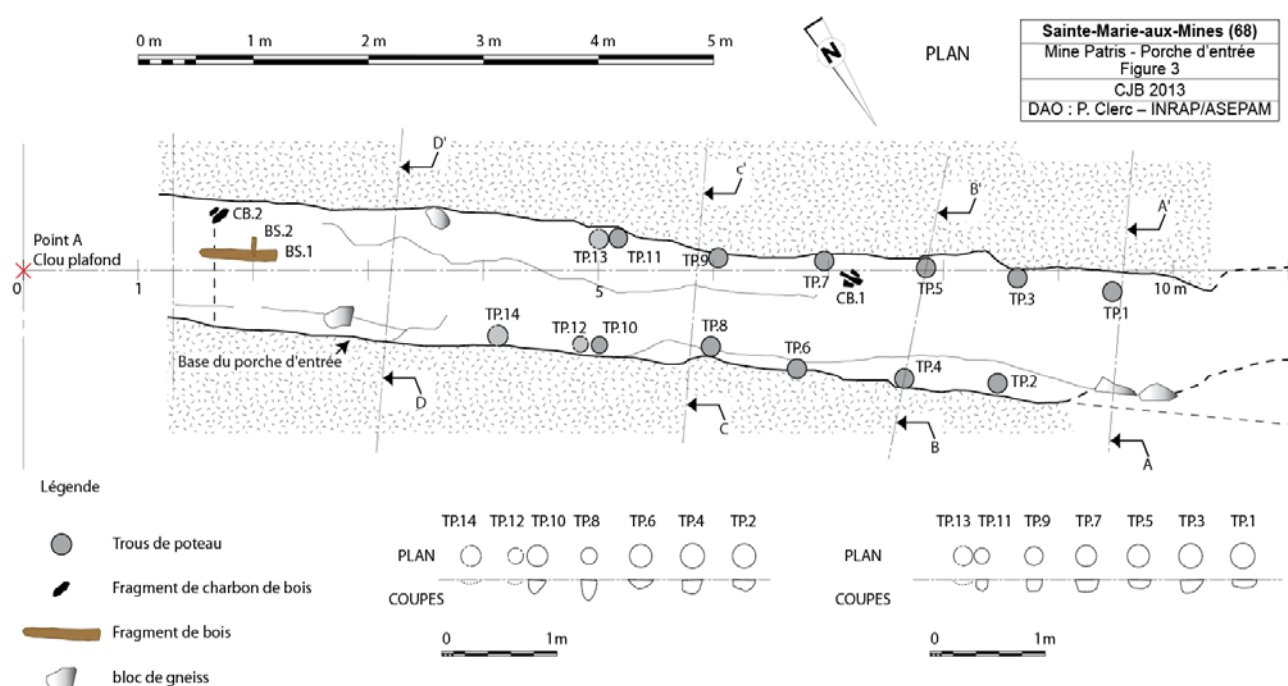 0 m 1 m 2 m 3 m 4 m 5 m
N
PLAN
Sainte-Marie-aux-Mines (68)
Mine Patris - Porche d'entrée
Figure 3
CJB 2013
DAO : P. Clerc – INRAP/ASEPAM
D' c' B' A'
CB.2
BS.2
BS.1
Point A
Clou plafond
TP.13 TP.11 TP.9 TP.7 CB.1 TP.5 TP.3 TP.1
0 1 5 10 m
TP.14 TP.12 TP.10 TP.8 TP.6 TP.4 TP.2
Base du porche d'entrée
D C B A
Légende
Trous de poteau
Fragment de charbon de bois
Fragment de bois
bloc de gneiss
TP.14 TP.12 TP.10 TP.8 TP.6 TP.4 TP.2
PLAN
COUPES
0 1m
TP.13 TP.11 TP.9 TP.7 TP.5 TP.3 TP.1
PLAN
COUPES
0 1m